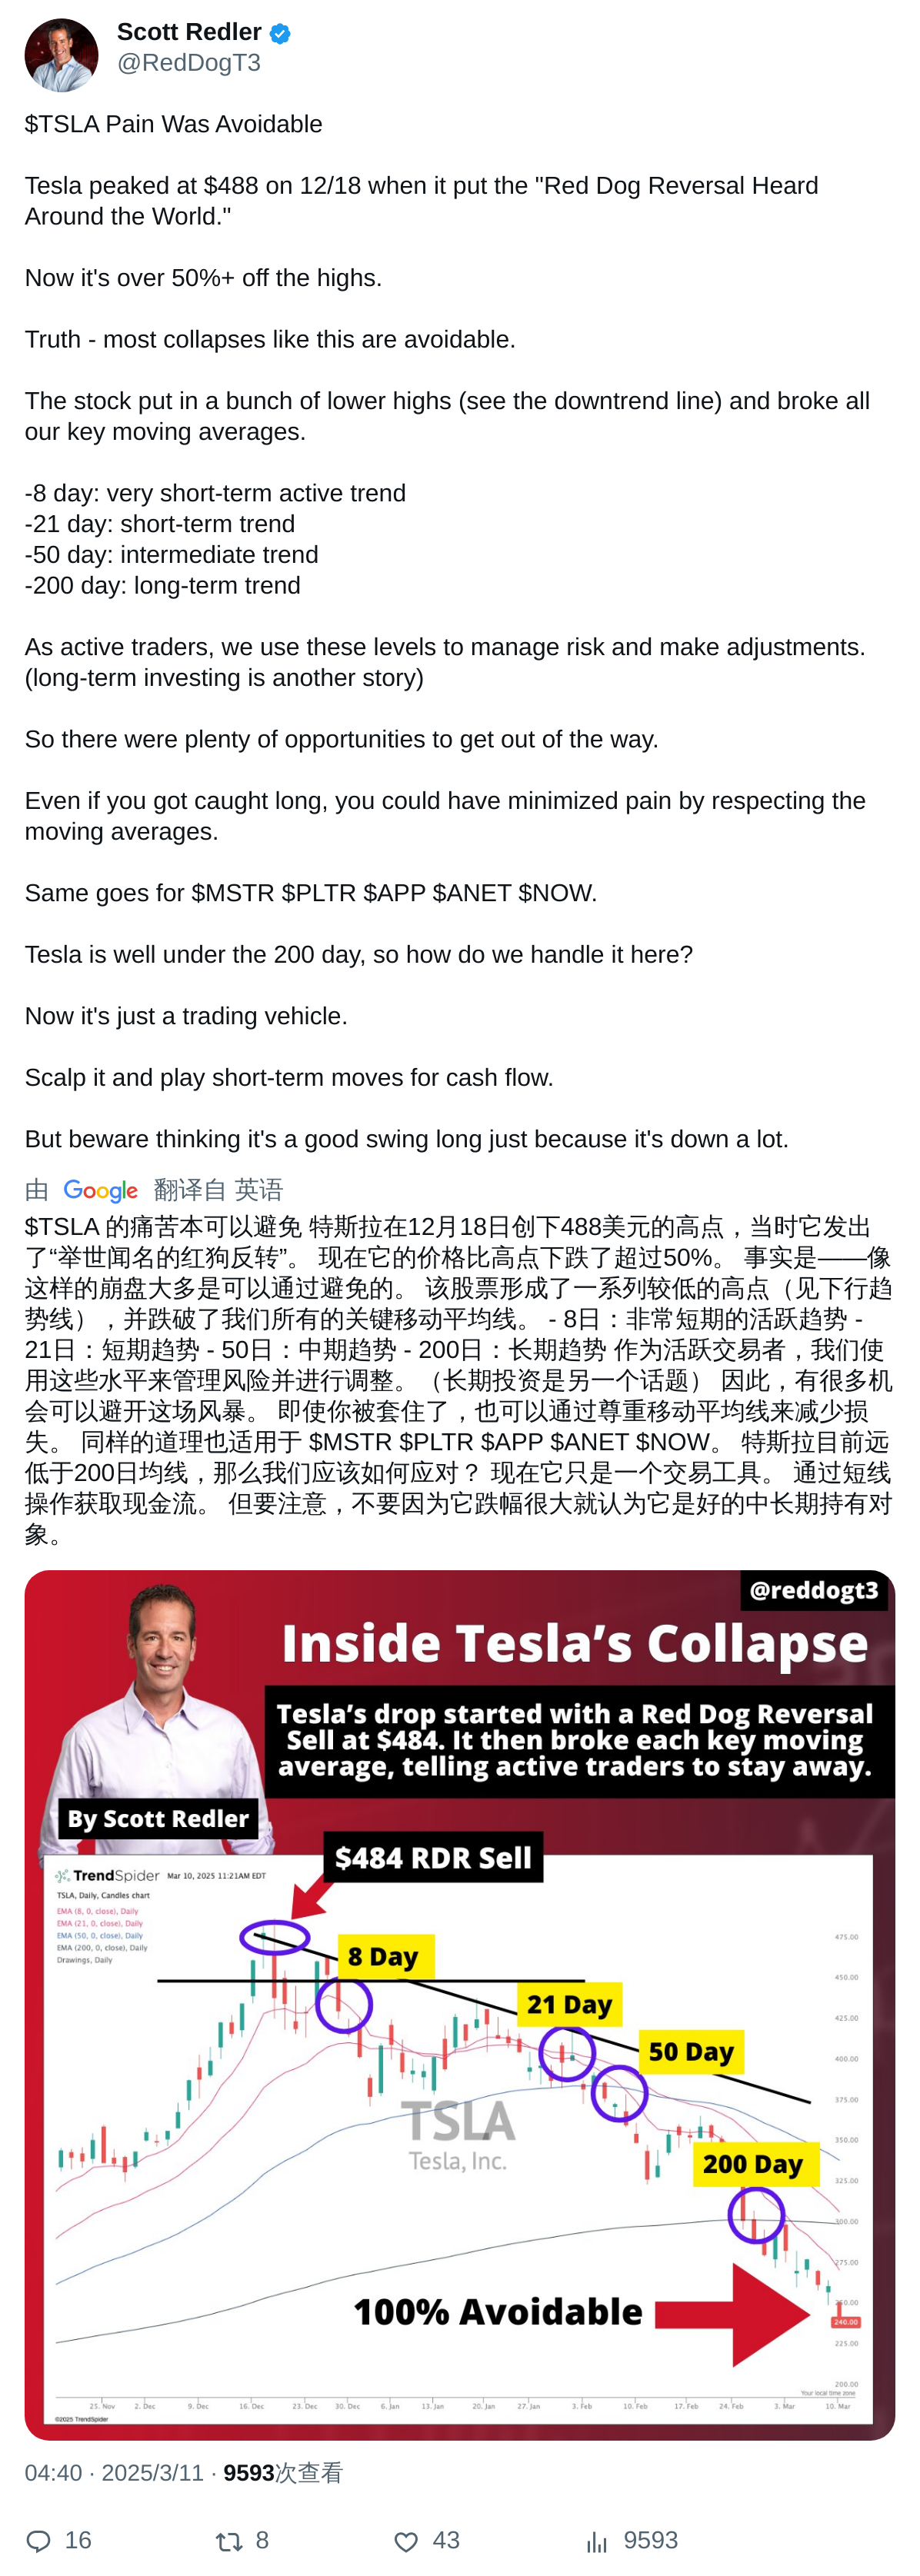 Scott Redler
@RedDogT3
$TSLA Pain Was Avoidable
Tesla peaked at $488 on 12/18 when it put the "Red Dog Reversal Heard
Around the World."
Now it's over 50%+ off the highs.
Truth - most collapses like this are avoidable.
The stock put in a bunch of lower highs (see the downtrend line) and broke all
our key moving averages.
-8 day: very short-term active trend
-21 day: short-term trend
-50 day: intermediate trend
-200 day: long-term trend
As active traders, we use these levels to manage risk and make adjustments.
(long-term investing is another story)
So there were plenty of opportunities to get out of the way.
Even if you got caught long, you could have minimized pain by respecting the
moving averages.
Same goes for $MSTR $PLTR $APP $ANET $NOW.
Tesla is well under the 200 day, so how do we handle it here?
Now it's just a trading vehicle.
Scalp it and play short-term moves for cash flow.
But beware thinking it's a good swing long just because it's down a lot.
由 Google 翻译自 英语
$TSLA 的痛苦本可以避免 特斯拉在12月18日创下488美元的高点，当时它发出
了“举世闻名的红狗反转”。 现在它的价格比高点下跌了超过50%。 事实是——像
这样的崩盘大多是可以通过避免的。 该股票形成了一系列较低的高点（见下行趋
势线），并跌破了我们所有的关键移动平均线。 - 8日：非常短期的活跃趋势 -
21日：短期趋势 - 50日：中期趋势 - 200日：长期趋势 作为活跃交易者，我们使
用这些水平来管理风险并进行调整。（长期投资是另一个话题） 因此，有很多机
会可以避开这场风暴。 即使你被套住了，也可以通过尊重移动平均线来减少损
失。 同样的道理也适用于 $MSTR $PLTR $APP $ANET $NOW。 特斯拉目前远
低于200日均线，那么我们应该如何应对？ 现在它只是一个交易工具。 通过短线
操作获取现金流。 但要注意，不要因为它跌幅很大就认为它是好的中长期持有对
象。
@reddogt3
Inside Tesla’s Collapse
Tesla’s drop started with a Red Dog Reversal
Sell at $484. It then broke each key moving
average, telling active traders to stay away.
By Scott Redler
$484 RDR Sell
TrendSpider Mar 10, 2025 11:21AM EDT
TSLA, Daily, Candles chart
EMA (8, 0, close), Daily
EMA (21, 0, close), Daily
EMA (50, 0, close), Daily
EMA (200, 0, close), Daily
Drawings, Daily
8 Day
21 Day
50 Day
200 Day
TSLA
Tesla, Inc.
100% Avoidable
475.00
450.00
425.00
400.00
375.00
350.00
325.00
300.00
275.00
250.00
240.00
225.00
200.00
Your local time zone
25. Nov 2. Dec 9. Dec 16. Dec 23. Dec 30. Dec 6. Jan 13. Jan 20. Jan 27. Jan 3. Feb 10. Feb 17. Feb 24. Feb 3. Mar 10. Mar
©2025 TrendSpider
04:40 · 2025/3/11 · 9593次查看
16 8 43 9593